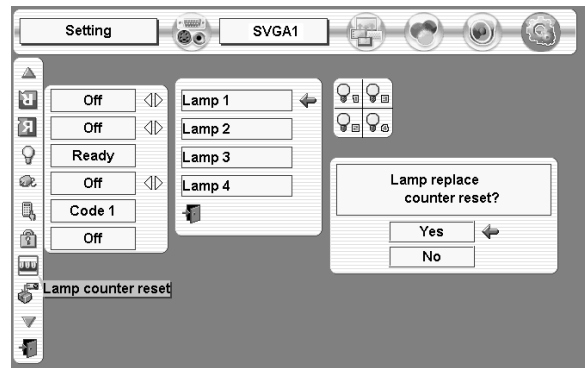 Setting
SVGA1
Off
Off
Ready
Off
Code 1
Off
Lamp counter reset
Lamp 1
Lamp 2
Lamp 3
Lamp 4
Lamp replace
counter reset?
Yes
No